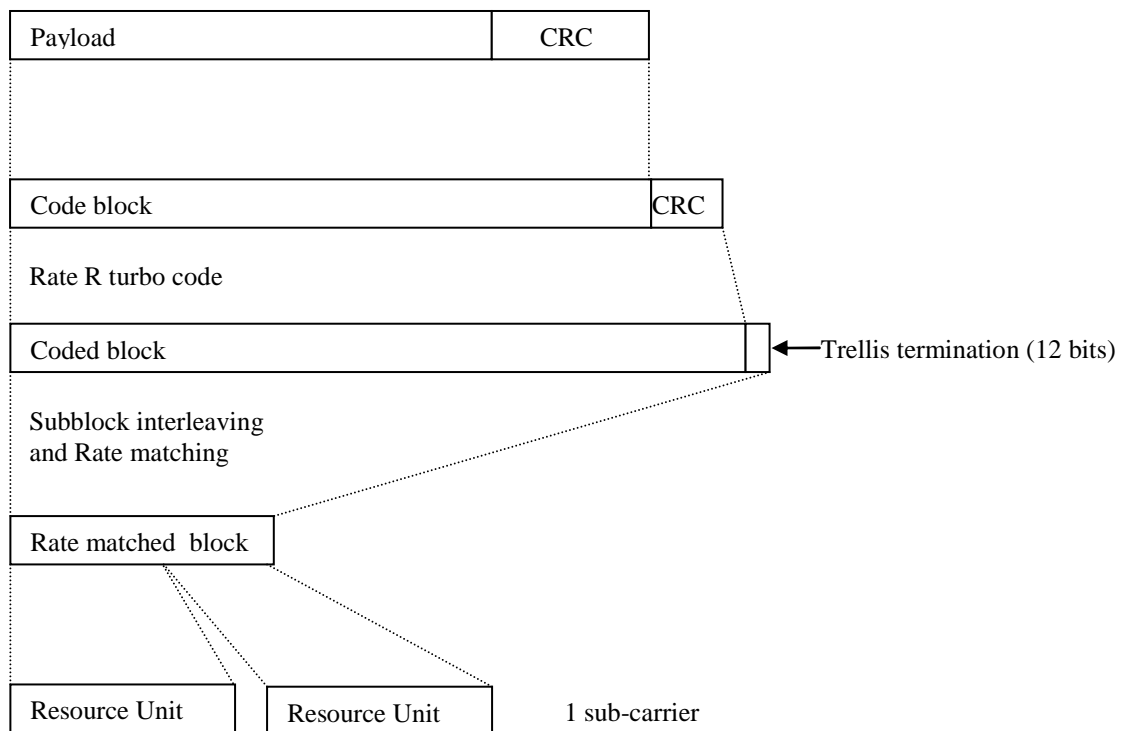 Payload CRC
Code block CRC
Rate R turbo code
Coded block Trellis termination (12 bits)
Subblock interleaving
and Rate matching
Rate matched block
Resource Unit Resource Unit 1 sub-carrier